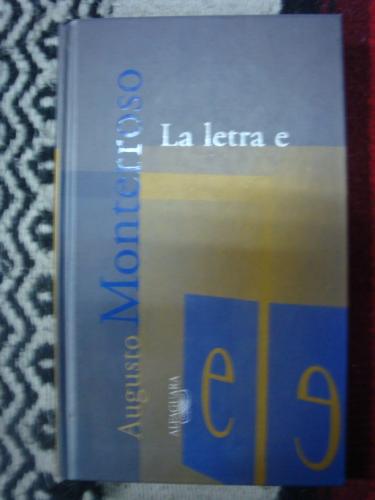 Augusto Monterroso
La letra e
ALFAGUARA
e e